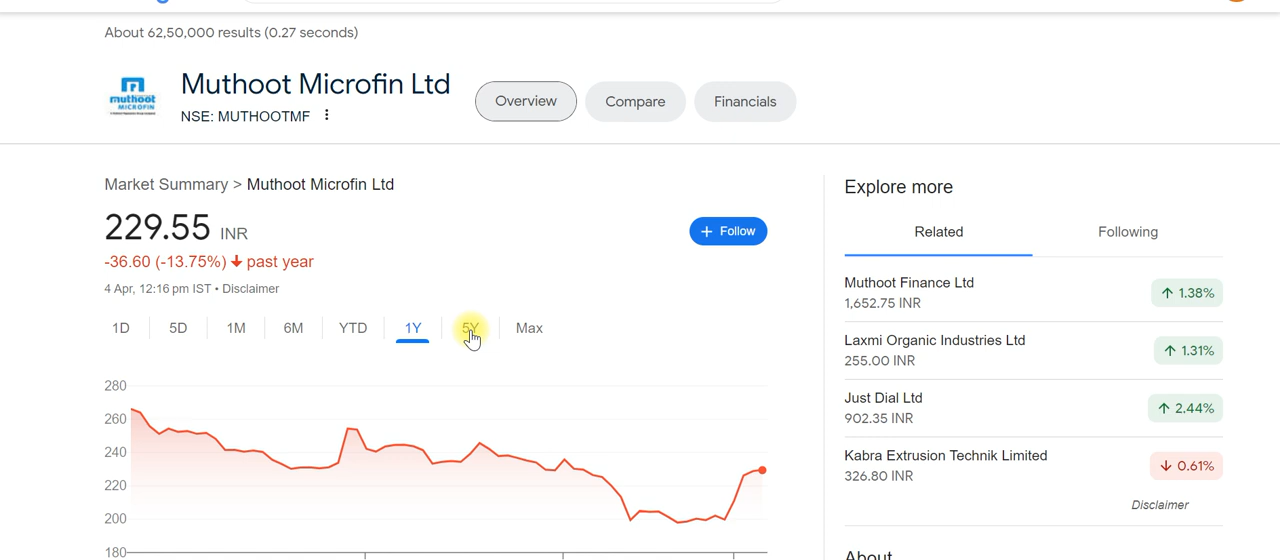 About 62,50,000 results (0.27 seconds)
muthoot
MICROFIN
Muthoot Microfin Ltd
NSE: MUTHOOTMF
Overview
Compare
Financials
Market Summary > Muthoot Microfin Ltd
229.55 INR
-36.60 (-13.75%) past year
4 Apr, 12:16 pm IST • Disclaimer
+ Follow
1D 5D 1M 6M YTD 1Y 5Y Max
280
260
240
220
200
180
Explore more
Related Following
Muthoot Finance Ltd
1,652.75 INR
↑ 1.38%
Laxmi Organic Industries Ltd
255.00 INR
↑ 1.31%
Just Dial Ltd
902.35 INR
↑ 2.44%
Kabra Extrusion Technik Limited
326.80 INR
↓ 0.61%
Disclaimer
About